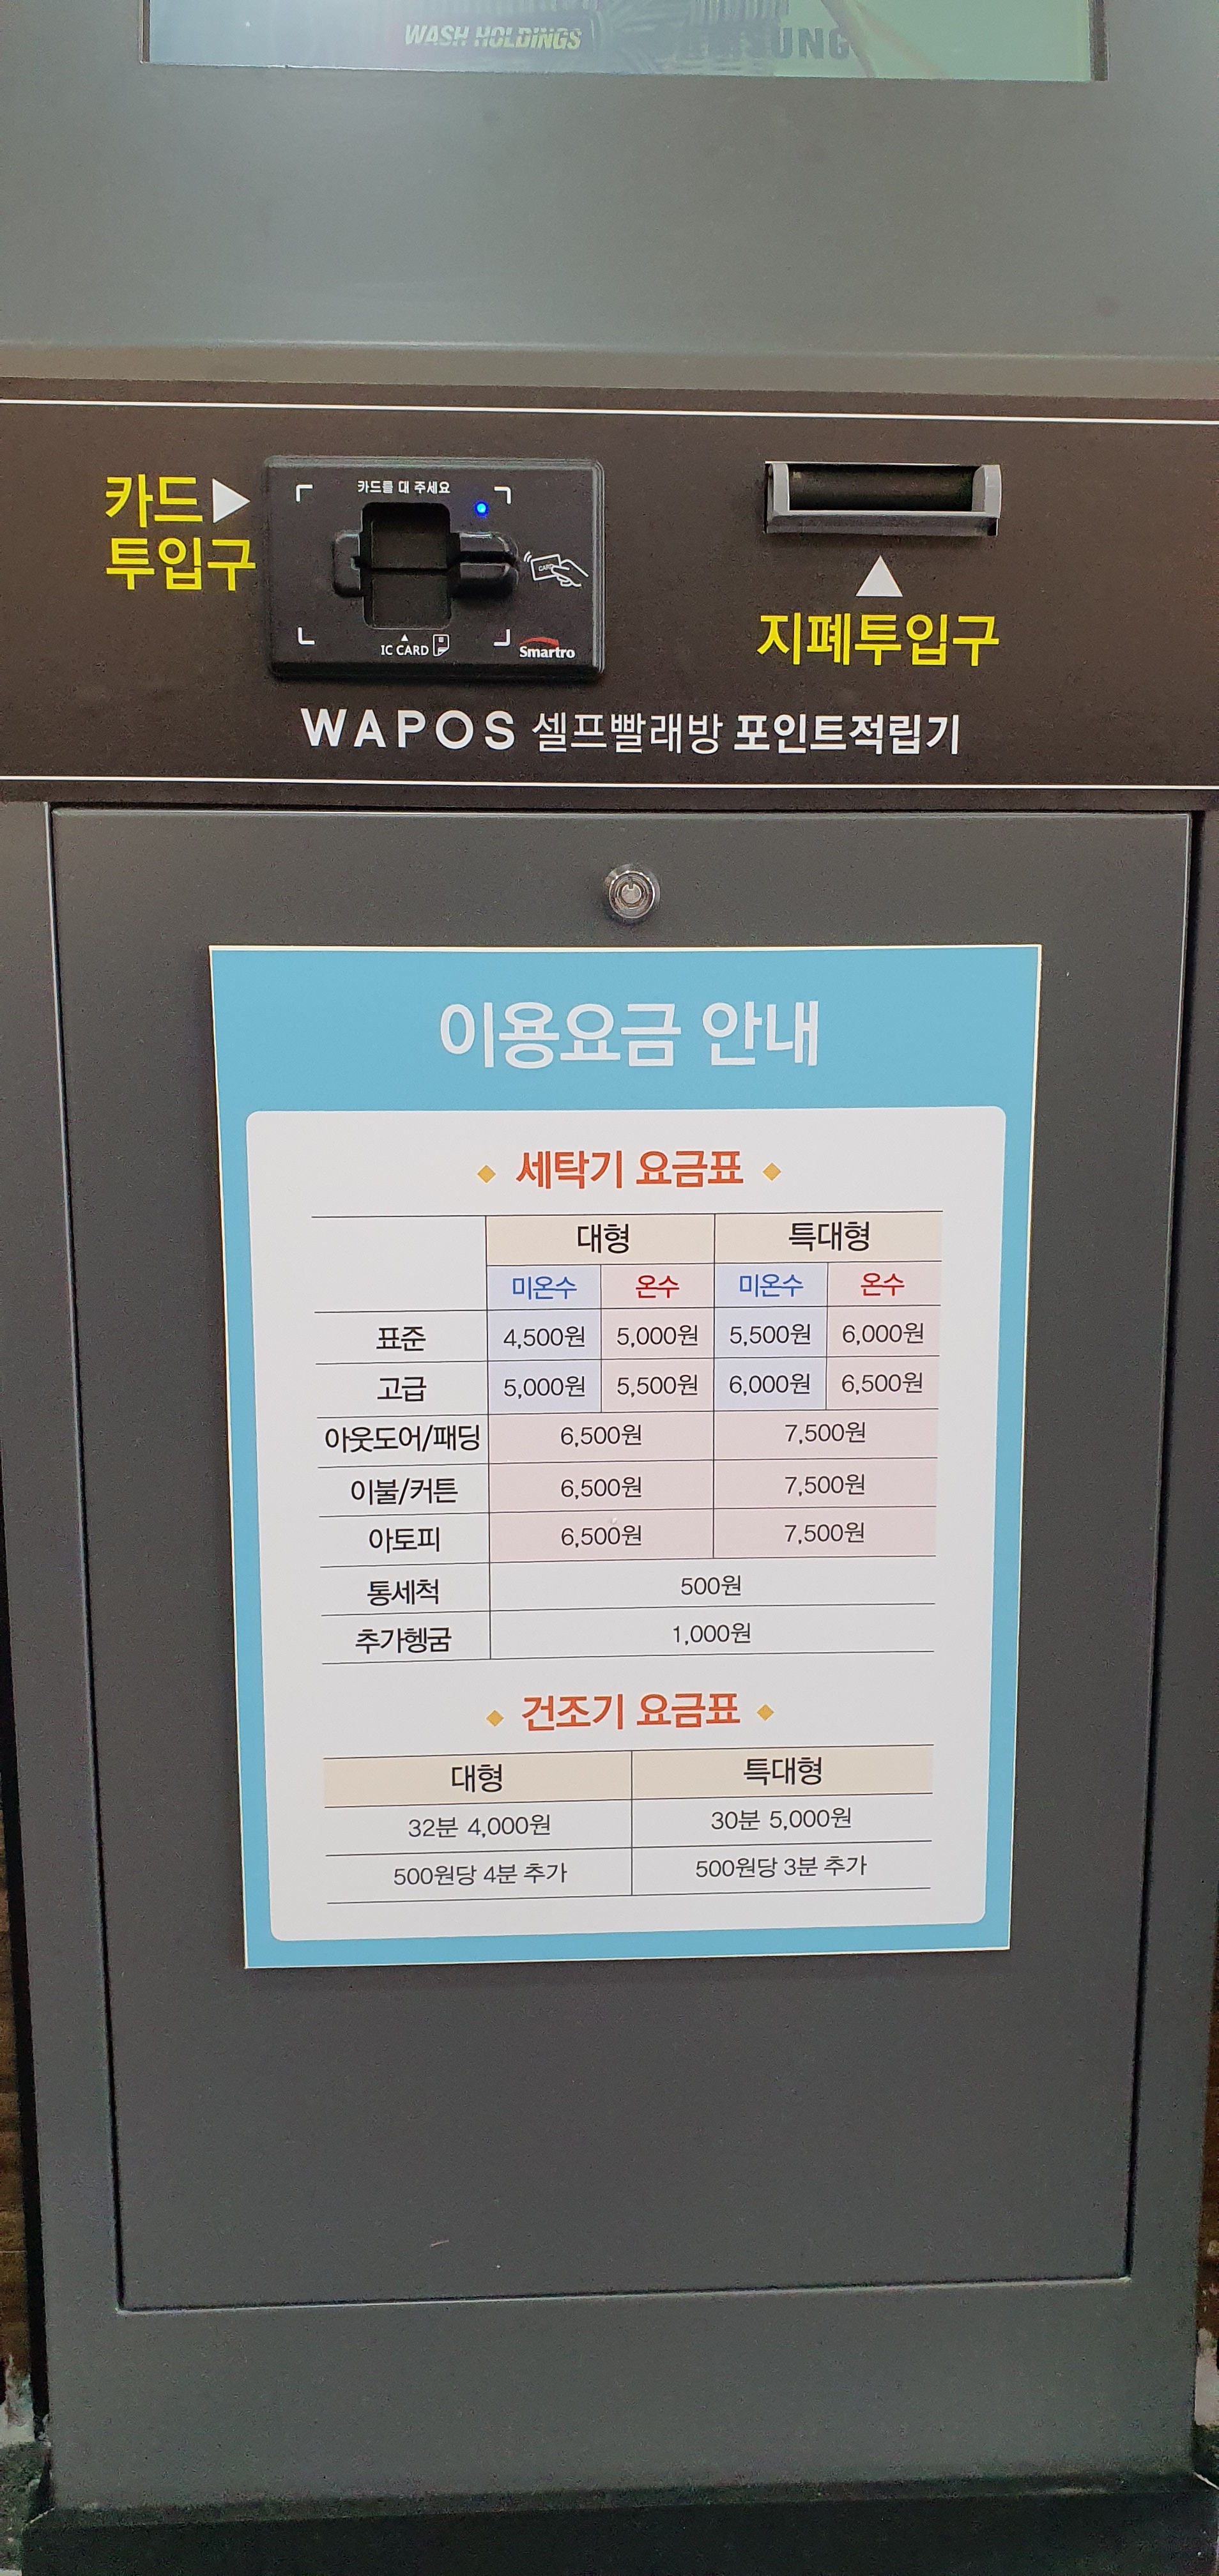 WASH HOLDINGS SAMSUNG
카드
투입구
카드를 대 주세요
CARD
IC CARD
Smartro
지폐투입구
WAPOS 셀프빨래방 포인트적립기
이용요금 안내
세탁기 요금표
대형 특대형
미온수 온수 미온수 온수
표준 4,500원 5,000원 5,500원 6,000원
고급 5,000원 5,500원 6,000원 6,500원
아웃도어/패딩 6,500원 7,500원
이불/커튼 6,500원 7,500원
아토피 6,500원 7,500원
통세척 500원
추가헹굼 1,000원
건조기 요금표
대형 특대형
32분 4,000원 30분 5,000원
500원당 4분 추가 500원당 3분 추가